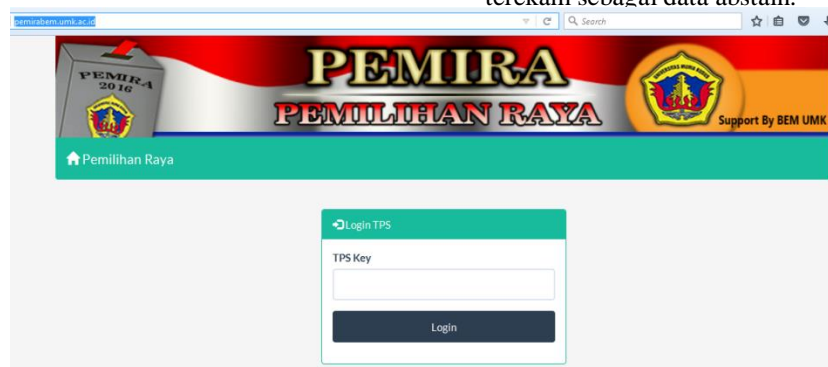 terekam sebagai data abstain.
pemirabem.umk.ac.id
Search
PEMIRA
2016
PEMIRA
PEMILIHAN RAYA
Support By BEM UMK
Pemilihan Raya
Login TPS
TPS Key
Login